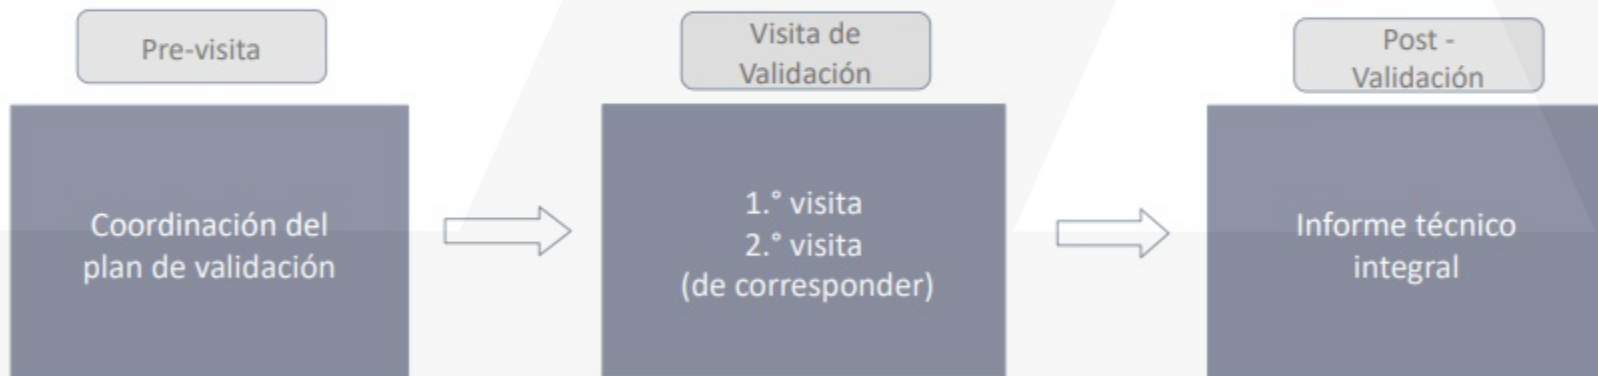 Pre-visita
Coordinación del
plan de validación
Visita de
Validación
1.° visita
2.° visita
(de corresponder)
Post -
Validación
Informe técnico
integral